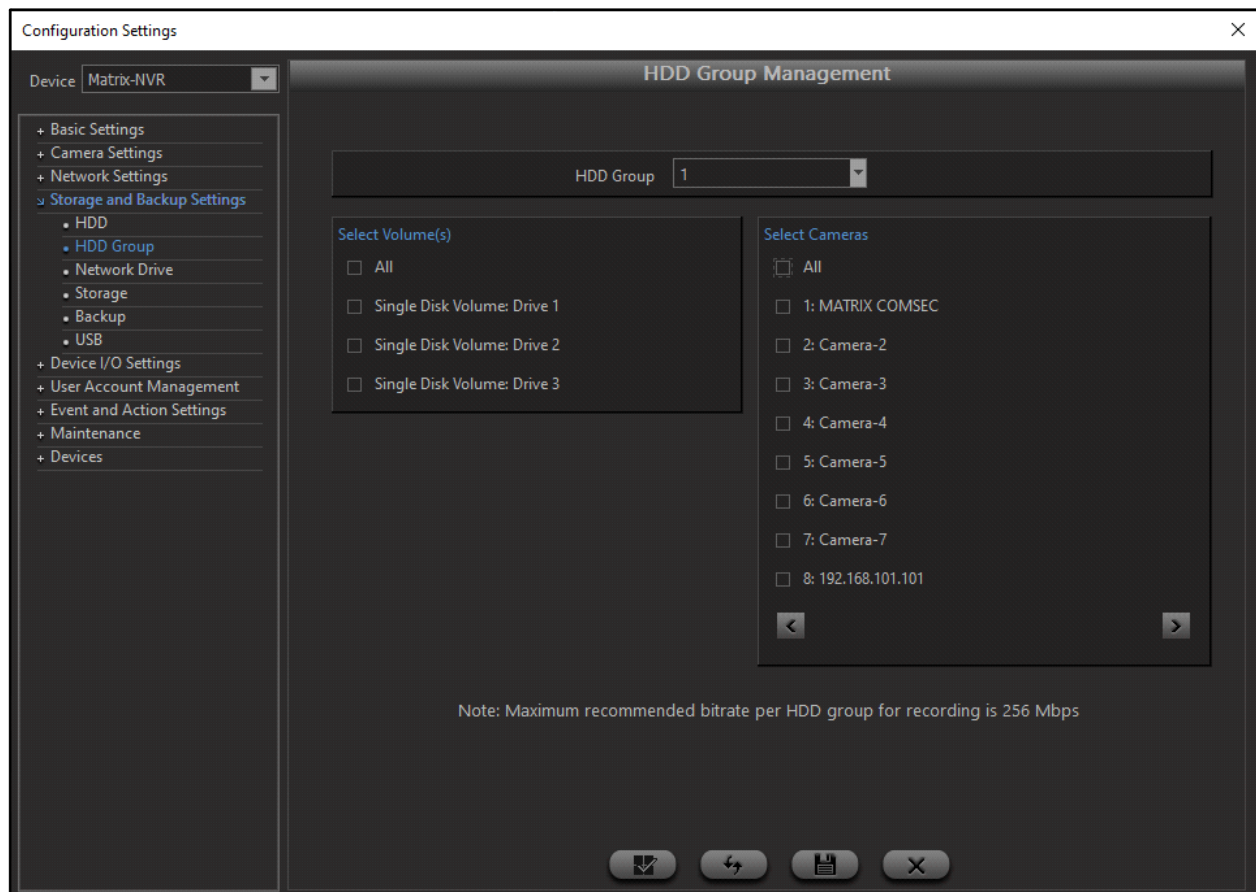 Configuration Settings
Device Matrix-NVR
HDD Group Management
+ Basic Settings
+ Camera Settings
+ Network Settings
Storage and Backup Settings
• HDD
• HDD Group
• Network Drive
• Storage
• Backup
• USB
+ Device I/O Settings
+ User Account Management
+ Event and Action Settings
+ Maintenance
+ Devices
HDD Group 1
Select Volume(s)
All
Single Disk Volume: Drive 1
Single Disk Volume: Drive 2
Single Disk Volume: Drive 3
Select Cameras
All
1: MATRIX COMSEC
2: Camera-2
3: Camera-3
4: Camera-4
5: Camera-5
6: Camera-6
7: Camera-7
8: 192.168.101.101
< >
Note: Maximum recommended bitrate per HDD group for recording is 256 Mbps